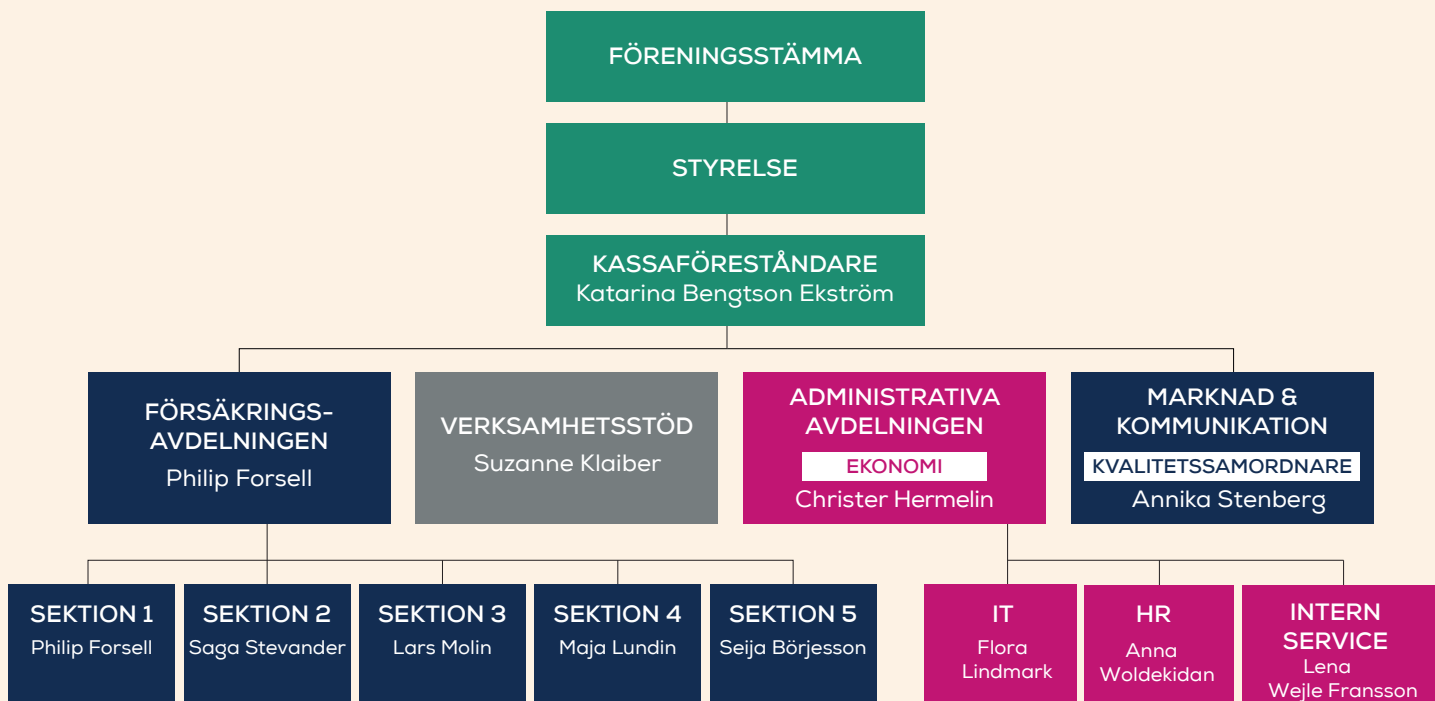 FÖRENINGSSTÄMMA
STYRELSE
KASSAFÖRESTÅNDARE
Katarina Bengtson Ekström
FÖRSÄKRINGS-
AVDELNINGEN
Philip Forsell
VERKSAMHETSSTÖD
Suzanne Klaiber
ADMINISTRATIVA
AVDELNINGEN
EKONOMI
Christer Hermelin
MARKNAD &
KOMMUNIKATION
KVALITETSSAMORDNARE
Annika Stenberg
SEKTION 1
Philip Forsell
SEKTION 2
Saga Stevander
SEKTION 3
Lars Molin
SEKTION 4
Maja Lundin
SEKTION 5
Seija Börjesson
IT
Flora
Lindmark
HR
Anna
Woldekidan
INTERN
SERVICE
Lena
Wejle Fransson